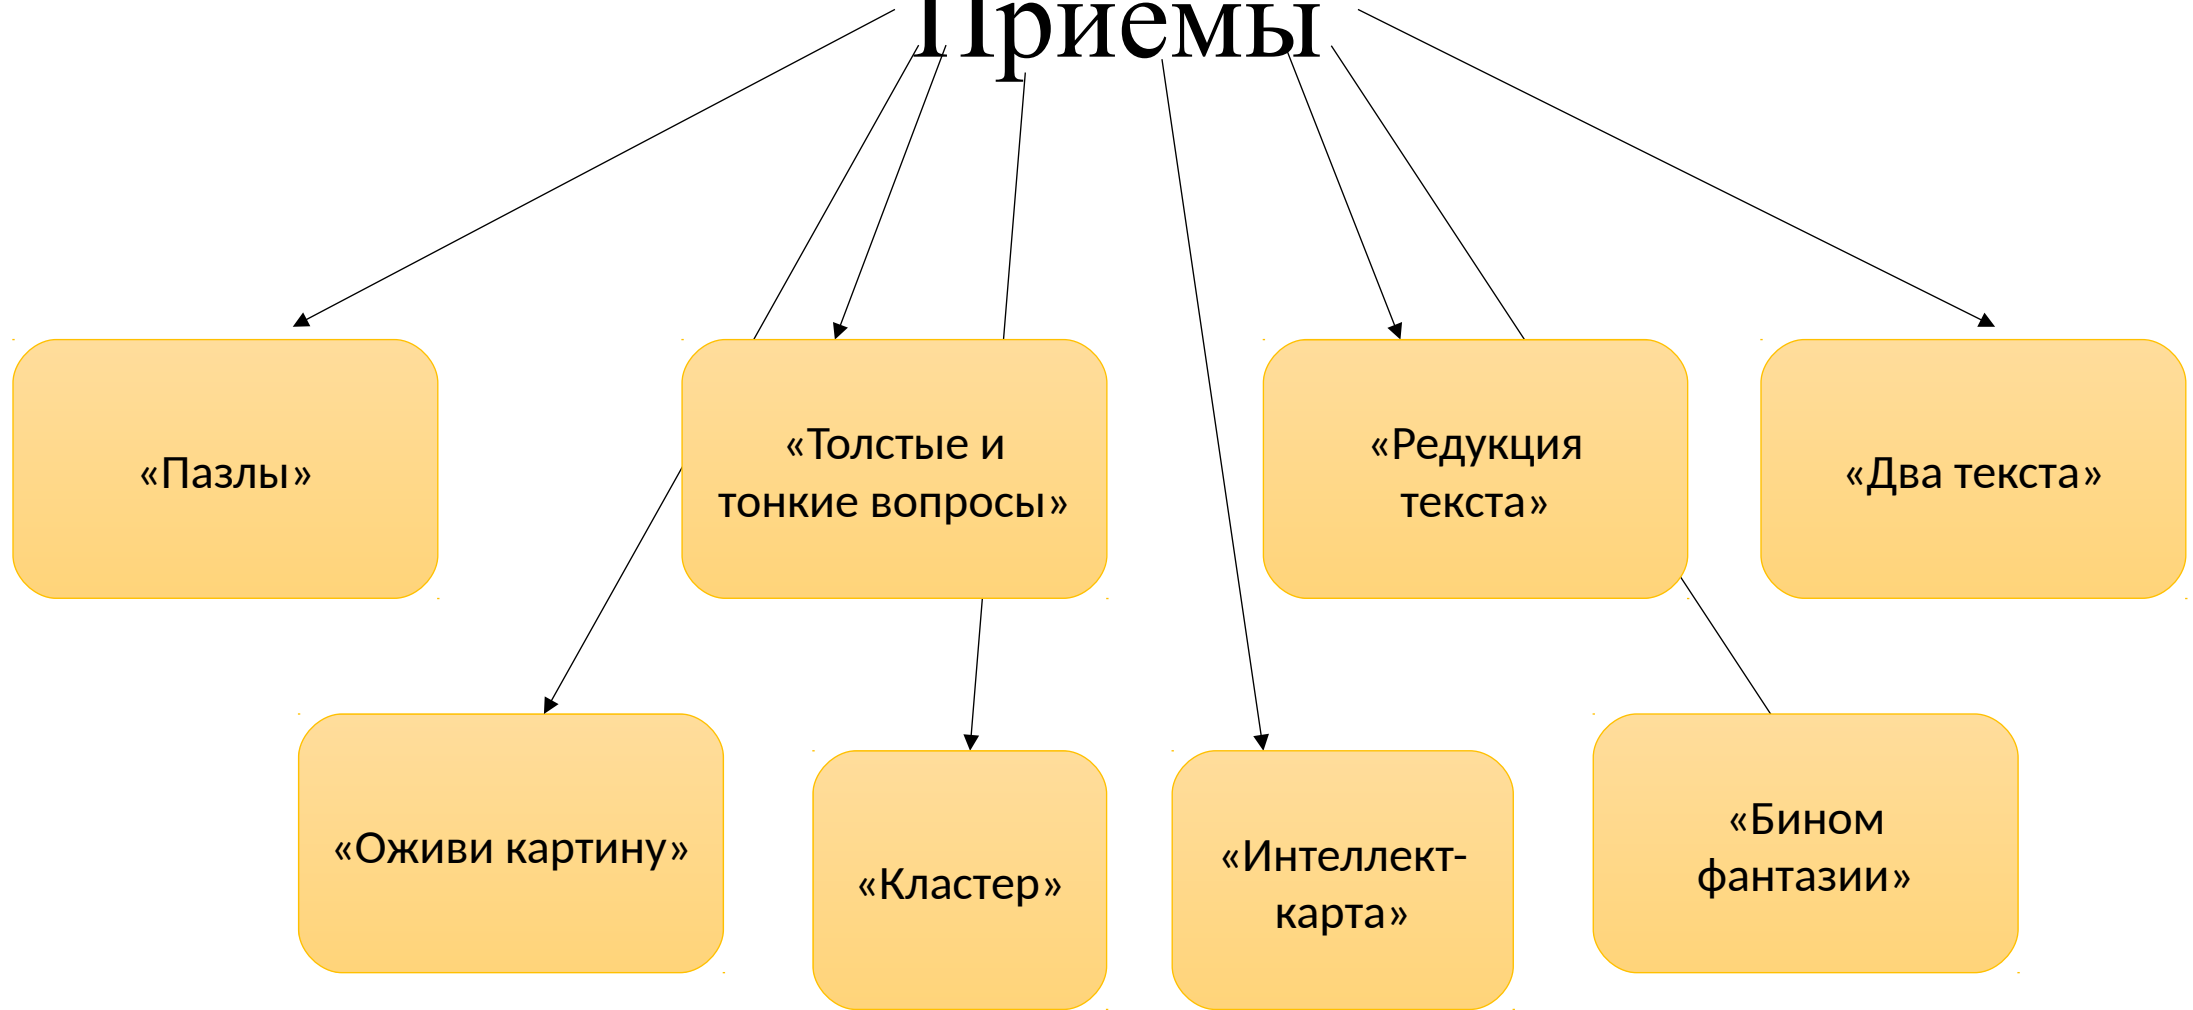 Приемы
«Пазлы»
«Толстые и
тонкие вопросы»
«Редукция
текста»
«Два текста»
«Оживи картину»
«Кластер»
«Интеллект-
карта»
«Бином
фантазии»